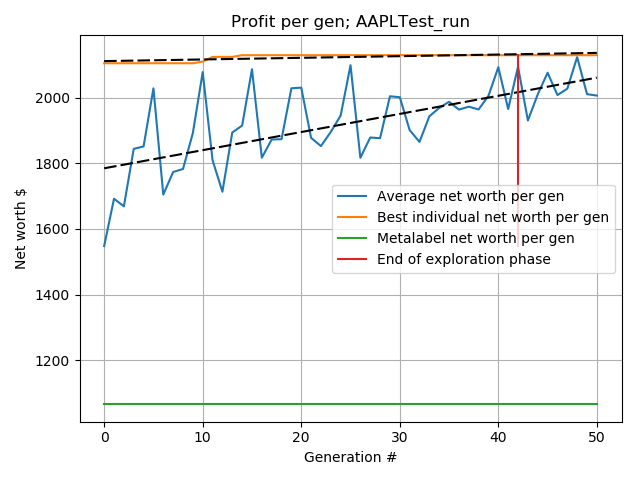 Profit per gen; AAPLTest_run
Net worth $
2000
1800
1600
1400
1200
Average net worth per gen
Best individual net worth per gen
Metalabel net worth per gen
End of exploration phase
0 10 20 30 40 50
Generation #